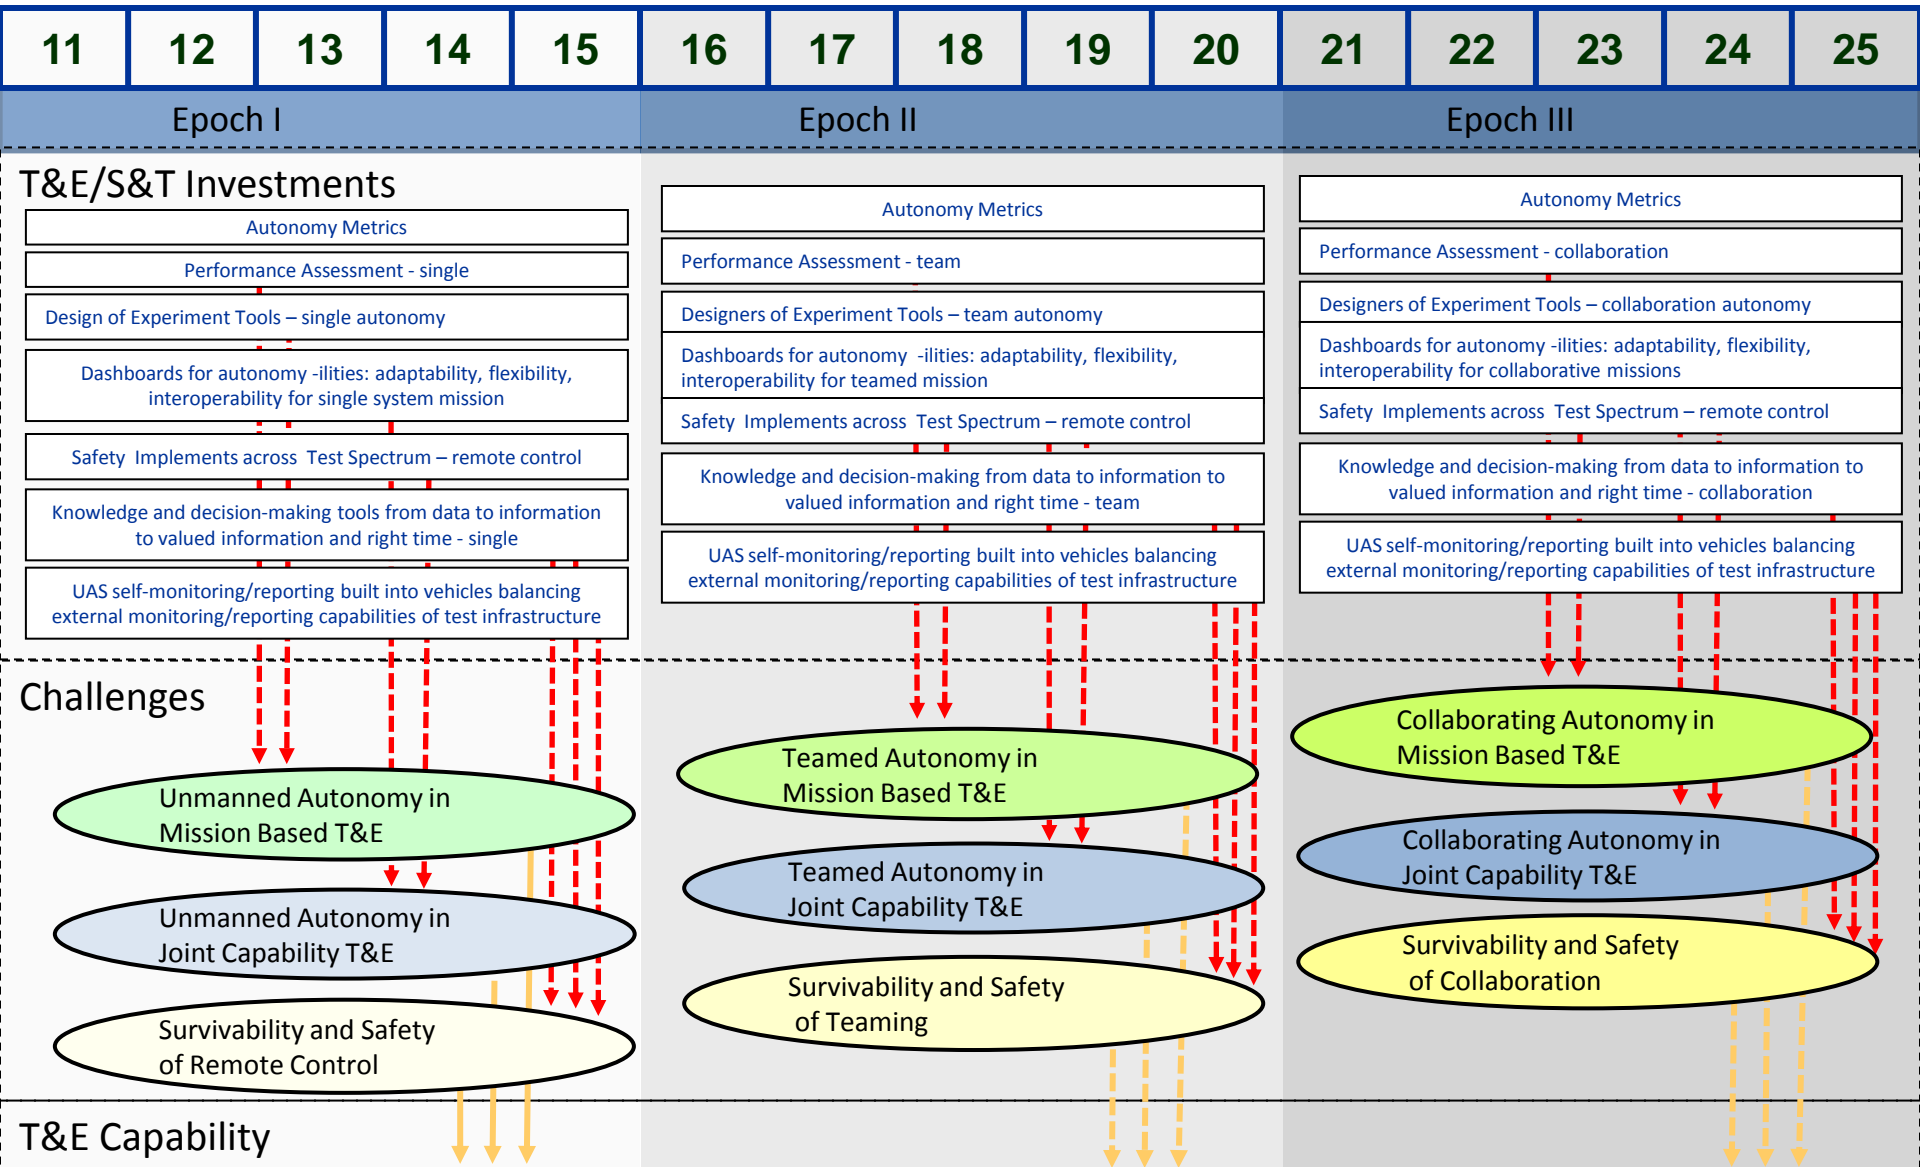 11 12 13 14 15 16 17 18 19 20 21 22 23 24 25
Epoch I
Epoch II
Epoch III
T&E/S&T Investments
Autonomy Metrics
Performance Assessment - single
Design of Experiment Tools – single autonomy
Dashboards for autonomy -ilities: adaptability, flexibility,
interoperability for single system mission
Safety Implements across Test Spectrum – remote control
Knowledge and decision-making tools from data to information
to valued information and right time - single
UAS self-monitoring/reporting built into vehicles balancing
external monitoring/reporting capabilities of test infrastructure
Autonomy Metrics
Performance Assessment - team
Designers of Experiment Tools – team autonomy
Dashboards for autonomy -ilities: adaptability, flexibility,
interoperability for teamed mission
Safety Implements across Test Spectrum – remote control
Knowledge and decision-making from data to information to
valued information and right time - team
UAS self-monitoring/reporting built into vehicles balancing
external monitoring/reporting capabilities of test infrastructure
Autonomy Metrics
Performance Assessment - collaboration
Designers of Experiment Tools – collaboration autonomy
Dashboards for autonomy -ilities: adaptability, flexibility,
interoperability for collaborative missions
Safety Implements across Test Spectrum – remote control
Knowledge and decision-making from data to information to
valued information and right time - collaboration
UAS self-monitoring/reporting built into vehicles balancing
external monitoring/reporting capabilities of test infrastructure
Challenges
Unmanned Autonomy in
Mission Based T&E
Unmanned Autonomy in
Joint Capability T&E
Survivability and Safety
of Remote Control
Teamed Autonomy in
Mission Based T&E
Teamed Autonomy in
Joint Capability T&E
Survivability and Safety
of Teaming
Collaborating Autonomy in
Mission Based T&E
Collaborating Autonomy in
Joint Capability T&E
Survivability and Safety
of Collaboration
T&E Capability